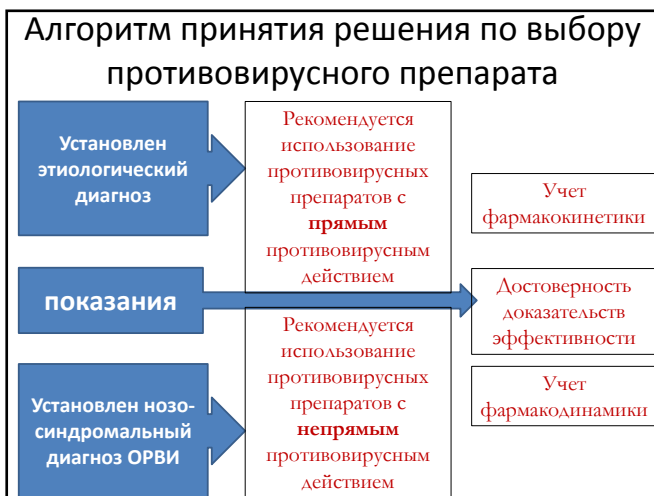 Алгоритм принятия решения по выбору
противовирусного препарата
Установлен
этиологический
диагноз
Рекомендуется
использование
противовирусных
препаратов с
прямым
противовирусным
действием
Учет
фармакокинетики
показания
Достоверность
доказательств
эффективности
Установлен нозо-
синдромальный
диагноз ОРВИ
Рекомендуется
использование
противовирусных
препаратов с
непрямым
противовирусным
действием
Учет
фармакодинамики